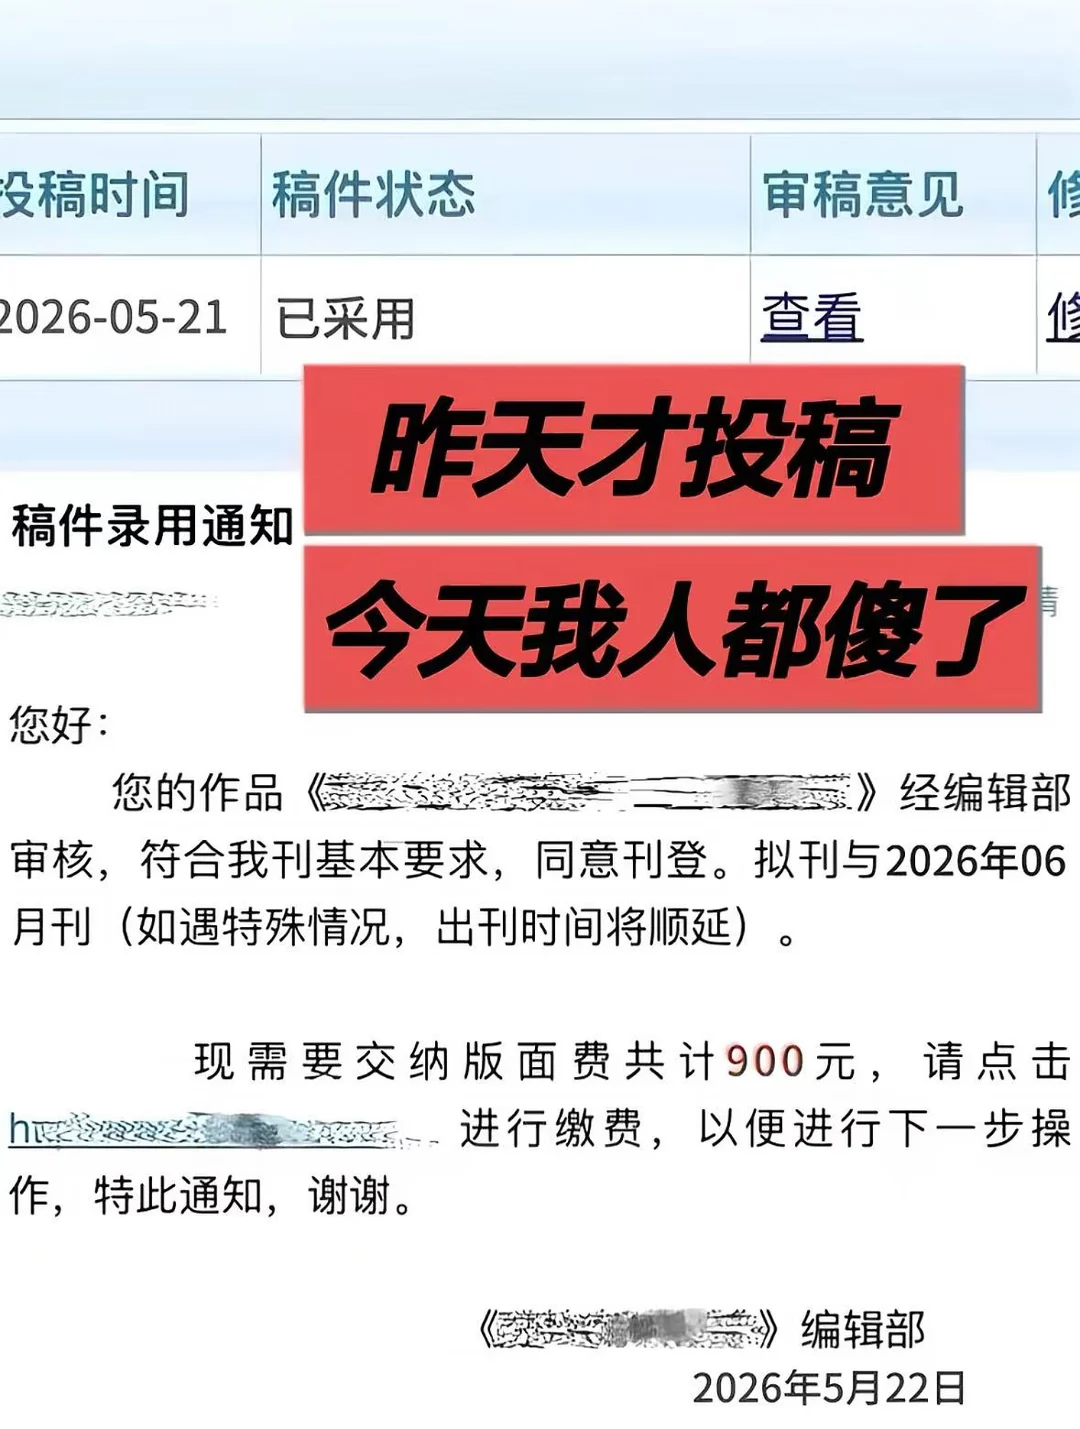 投稿时间 稿件状态 审稿意见 修
2026-05-21 已采用 查看 修
昨天才投稿
稿件录用通知
今天我人都傻了
情
您好：
您的作品《》经编辑部
审核，符合我刊基本要求，同意刊登。拟刊与2026年06
月刊（如遇特殊情况，出刊时间将顺延）。
现需要交纳版面费共计900元，请点击
h 进行缴费，以便进行下一步操
作，特此通知，谢谢。
《》编辑部
2026年5月22日